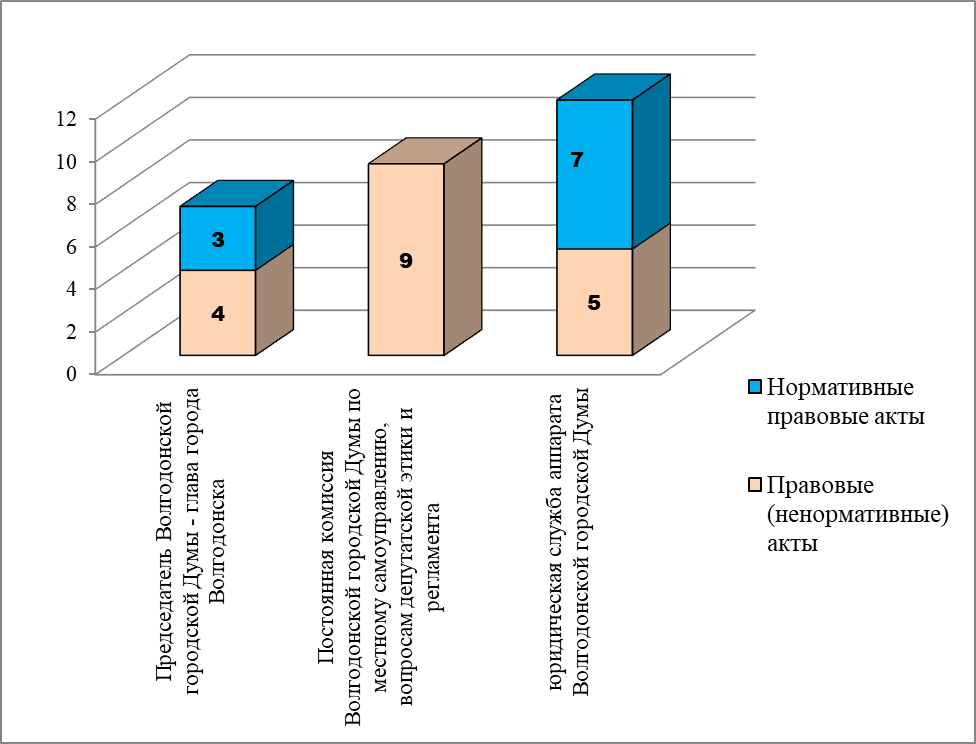 12
10
8
6
4
2
0
3
4
9
7
5
Председатель Волгодонской
городской Думы - глава города
Волгодонска
Постоянная комиссия
Волгодонской городской Думы по
местному самоуправлению,
вопросам депутатской этики и
регламента
юридическая служба аппарата
Волгодонской городской Думы
Нормативные
правовые акты
Правовые
(ненормативные)
акты